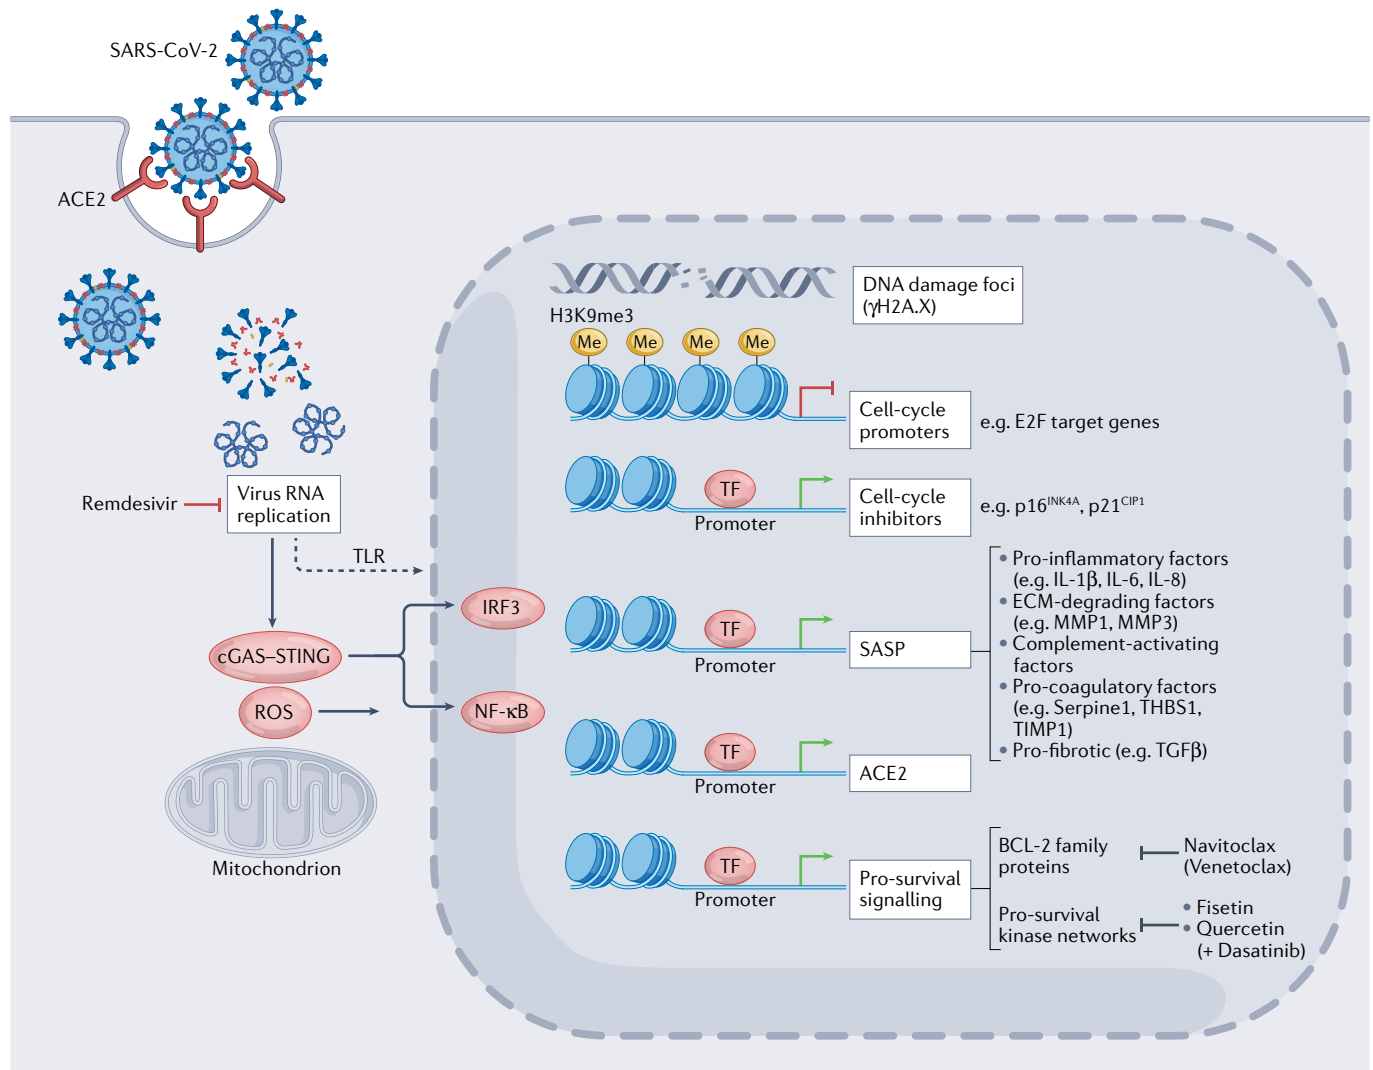 SARS-CoV-2
ACE2
DNA damage foci
(γH2A.X)
H3K9me3
Me
Me
Me
Me
Cell-cycle
promoters
e.g. E2F target genes
TF
Promoter
Cell-cycle
inhibitors
e.g. p16INK4A, p21CIP1
Remdesivir
Virus RNA
replication
TLR
IRF3
cGAS–STING
ROS
NF-κB
Mitochondrion
TF
Promoter
SASP
• Pro-inflammatory factors
(e.g. IL-1β, IL-6, IL-8)
• ECM-degrading factors
(e.g. MMP1, MMP3)
• Complement-activating
factors
• Pro-coagulatory factors
(e.g. Serpine1, THBS1,
TIMP1)
• Pro-fibrotic (e.g. TGFβ)
TF
Promoter
ACE2
TF
Promoter
Pro-survival
signalling
BCL-2 family
proteins
Navitoclax
(Venetoclax)
Pro-survival
kinase networks
• Fisetin
• Quercetin
(+ Dasatinib)